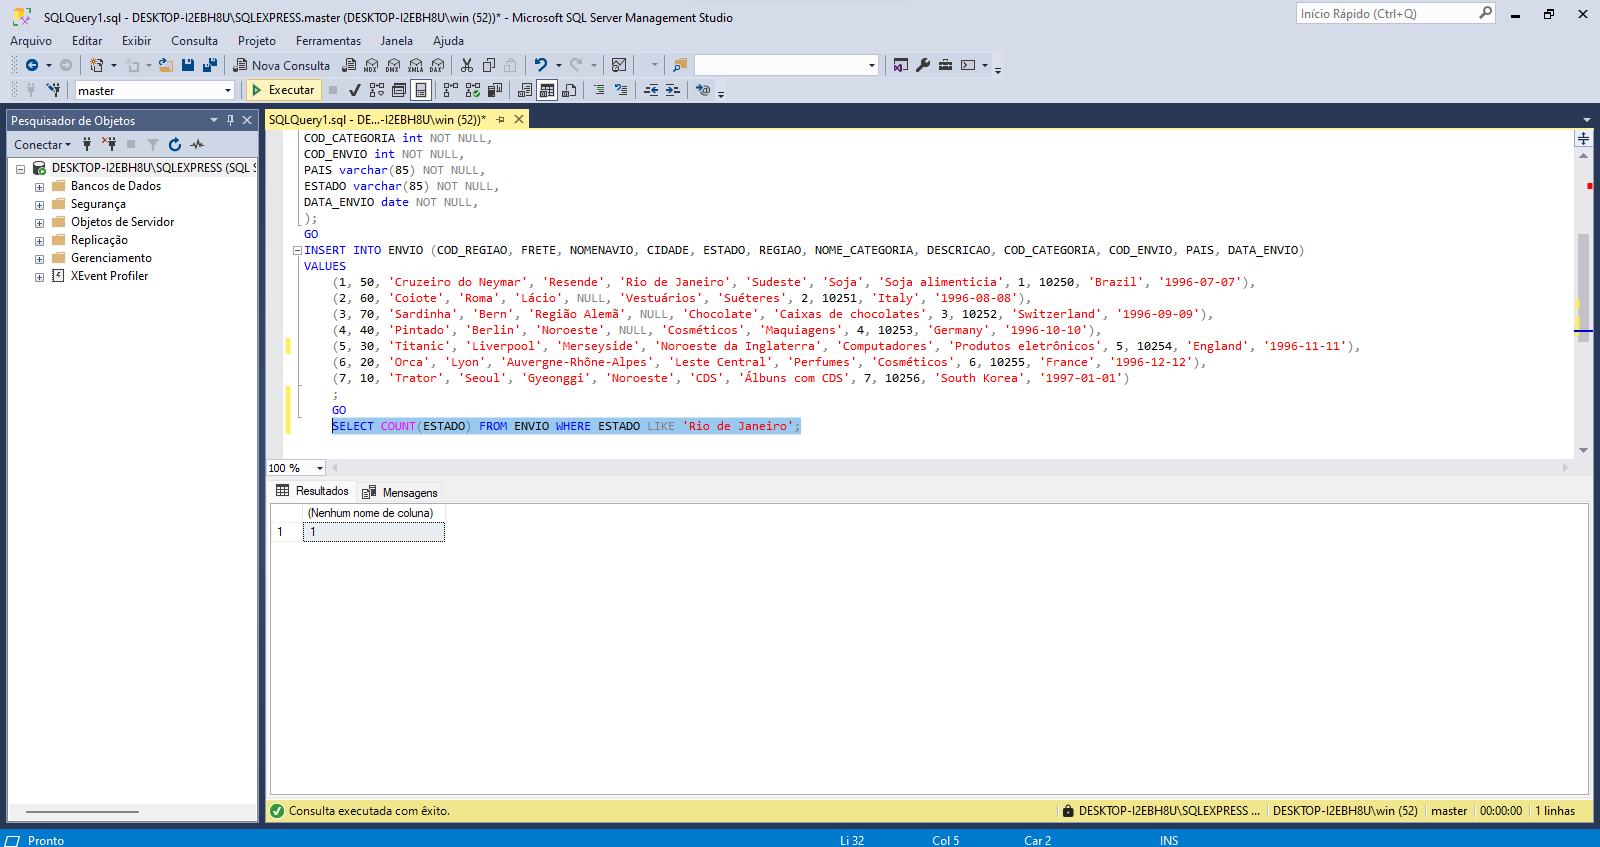 SQLQuery1.sql - DESKTOP-I2EBH8U\SQLEXPRESS.master (DESKTOP-I2EBH8U\win (52))* - Microsoft SQL Server Management Studio
Início Rápido (Ctrl+Q)
Arquivo Editar Exibir Consulta Projeto Ferramentas Janela Ajuda
Nova Consulta MDX DMX XMLA DAX
master Executar
Pesquisador de Objetos
SQLQuery1.sql - DE...-I2EBH8U\win (52))*
Conectar
DESKTOP-I2EBH8U\SQLEXPRESS (SQL S
Bancos de Dados
Segurança
Objetos de Servidor
Replicação
Gerenciamento
XEvent Profiler
COD_CATEGORIA int NOT NULL,
COD_ENVIO int NOT NULL,
PAIS varchar(85) NOT NULL,
ESTADO varchar(85) NOT NULL,
DATA_ENVIO date NOT NULL,
);
GO
INSERT INTO ENVIO (COD_REGIAO, FRETE, NOMENAVIO, CIDADE, ESTADO, REGIAO, NOME_CATEGORIA, DESCRICAO, COD_CATEGORIA, COD_ENVIO, PAIS, DATA_ENVIO)
VALUES
(1, 50, 'Cruzeiro do Neymar', 'Resende', 'Rio de Janeiro', 'Sudeste', 'Soja', 'Soja alimenticia', 1, 10250, 'Brazil', '1996-07-07'),
(2, 60, 'Coiote', 'Roma', 'Lácio', NULL, 'Vestuários', 'Suéteres', 2, 10251, 'Italy', '1996-08-08'),
(3, 70, 'Sardinha', 'Bern', 'Região Alemã', NULL, 'Chocolate', 'Caixas de chocolates', 3, 10252, 'Switzerland', '1996-09-09'),
(4, 40, 'Pintado', 'Berlin', 'Noroeste', NULL, 'Cosméticos', 'Maquiagens', 4, 10253, 'Germany', '1996-10-10'),
(5, 30, 'Titanic', 'Liverpool', 'Merseyside', 'Noroeste da Inglaterra', 'Computadores', 'Produtos eletrônicos', 5, 10254, 'England', '1996-11-11'),
(6, 20, 'Orca', 'Lyon', 'Auvergne-Rhône-Alpes', 'Leste Central', 'Perfumes', 'Cosméticos', 6, 10255, 'France', '1996-12-12'),
(7, 10, 'Trator', 'Seoul', 'Gyeonggi', 'Noroeste', 'CDS', 'Álbuns com CDS', 7, 10256, 'South Korea', '1997-01-01')
;
GO
SELECT COUNT(ESTADO) FROM ENVIO WHERE ESTADO LIKE 'Rio de Janeiro';
100 %
Resultados Mensagens
(Nenhum nome de coluna)
1 1
Consulta executada com êxito. DESKTOP-I2EBH8U\SQLEXPRESS ... DESKTOP-I2EBH8U\win (52) master 00:00:00 1 linhas
Pronto Li 32 Col 5 Car 2 INS